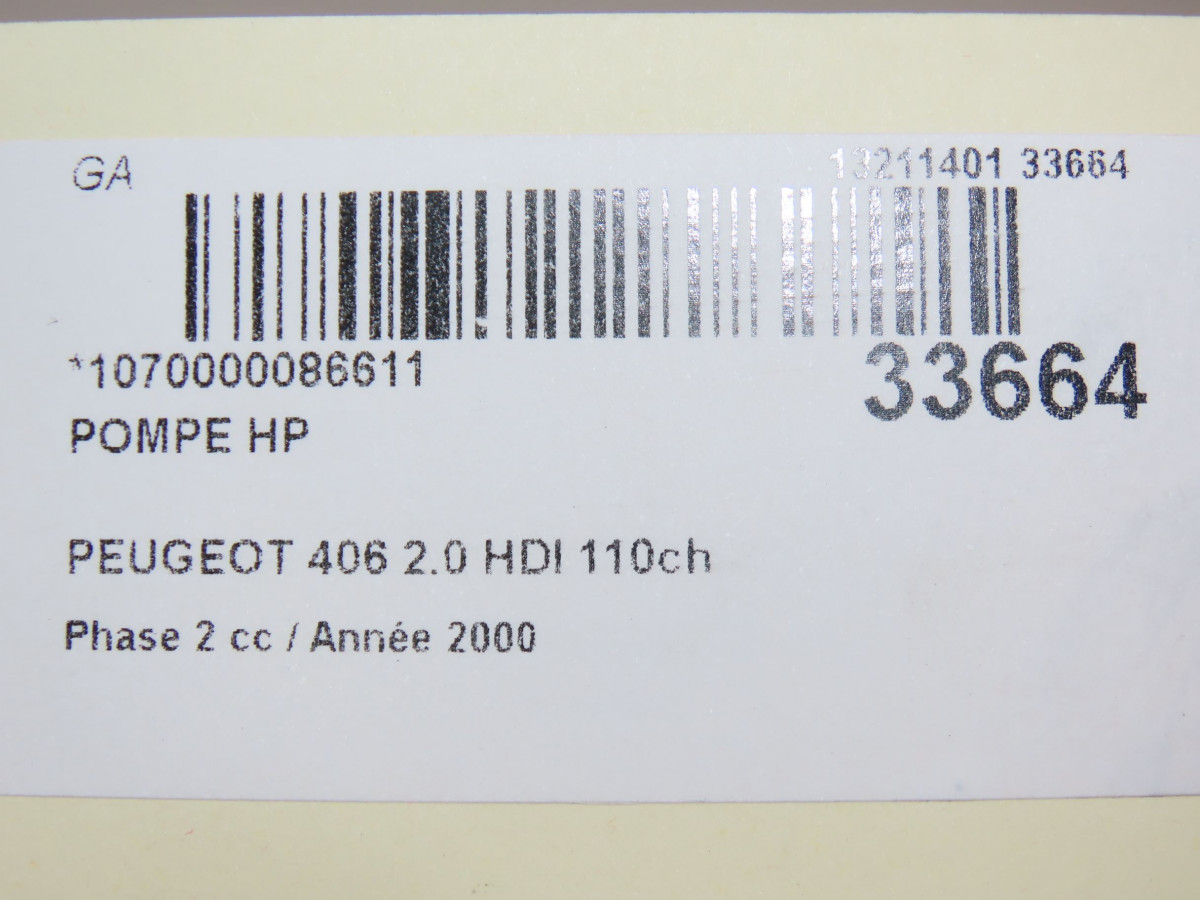 GA
13211401 33664
*1070000086611
33664
POMPE HP
PEUGEOT 406 2.0 HDI 110ch
Phase 2 cc / Année 2000